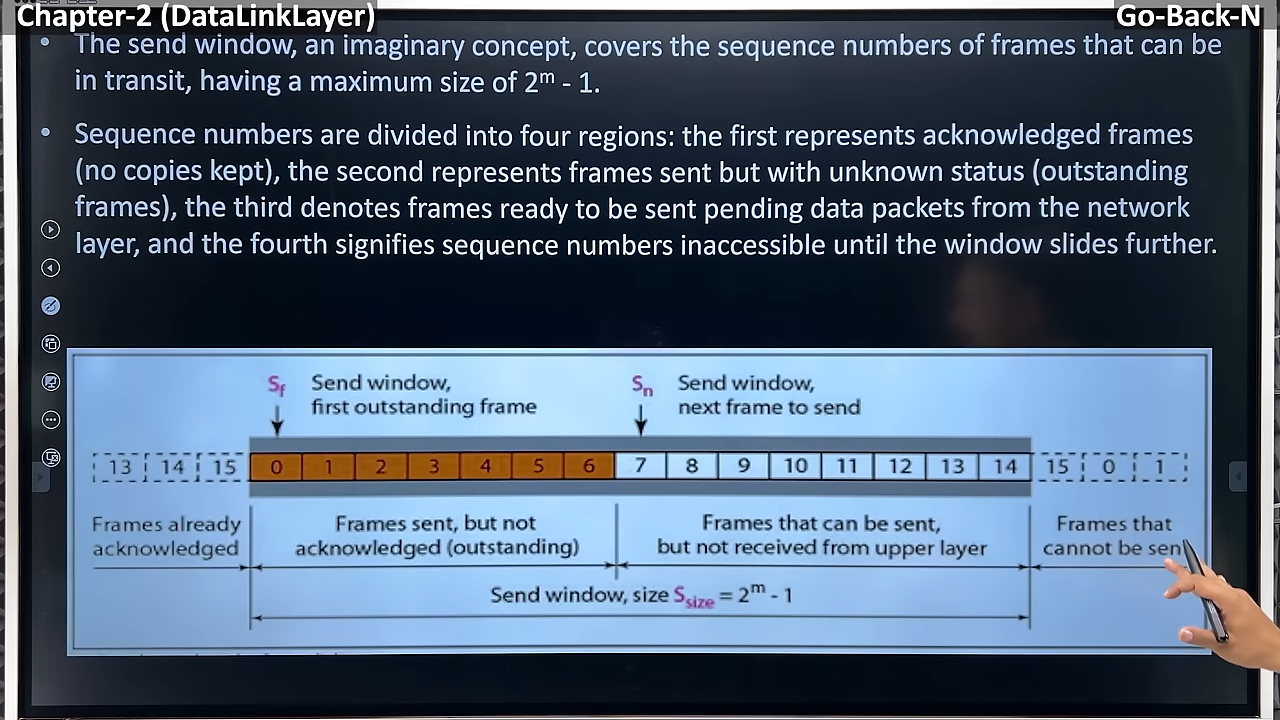 Chapter-2 (DataLinkLayer)
Go-Back-N
• The send window, an imaginary concept, covers the sequence numbers of frames that can be
in transit, having a maximum size of 2ᵐ - 1.
• Sequence numbers are divided into four regions: the first represents acknowledged frames
(no copies kept), the second represents frames sent but with unknown status (outstanding
frames), the third denotes frames ready to be sent pending data packets from the network
layer, and the fourth signifies sequence numbers inaccessible until the window slides further.
Sf Send window,
first outstanding frame
Sn Send window,
next frame to send
13 14 15 0 1 2 3 4 5 6 7 8 9 10 11 12 13 14 15 0 1
Frames already
acknowledged
Frames sent, but not
acknowledged (outstanding)
Frames that can be sent,
but not received from upper layer
Frames that
cannot be sen
Send window, size Ssize = 2ᵐ - 1